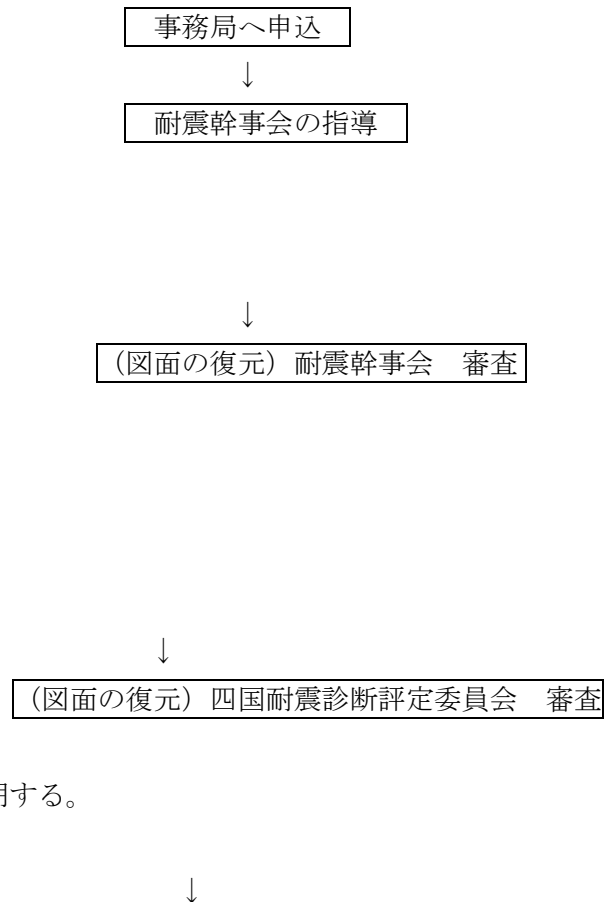 事務局へ申込
↓
耐震幹事会の指導
↓
（図面の復元）耐震幹事会　審査
↓
（図面の復元）四国耐震診断評定委員会　審査
する。
↓